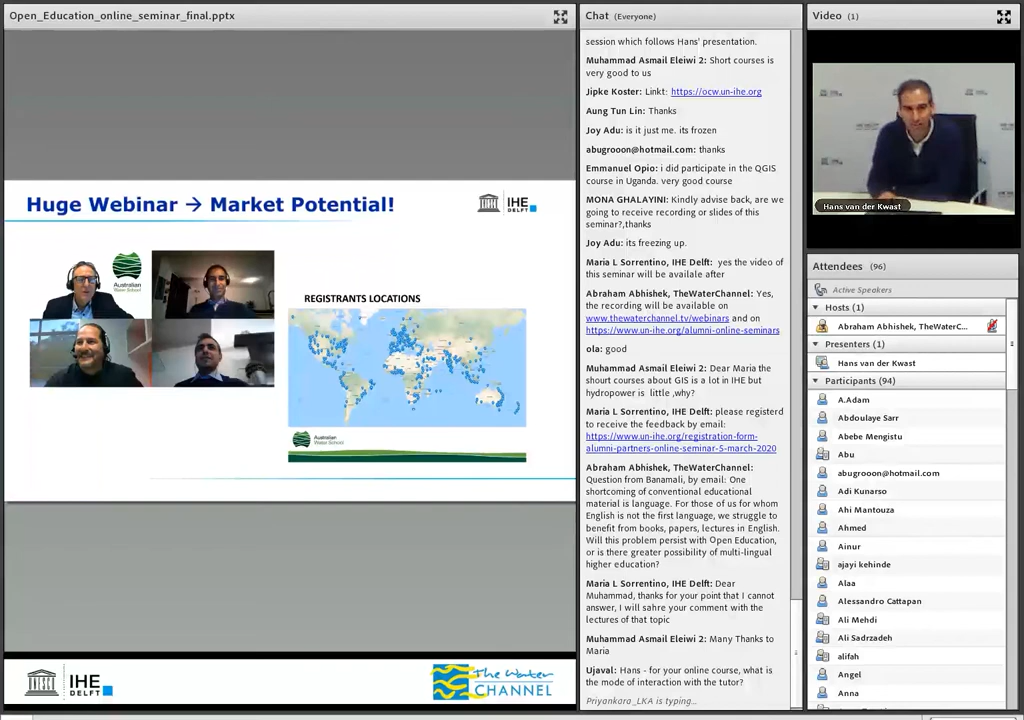 Open_Education_online_seminar_final.pptx
Huge Webinar → Market Potential!
IHE
DELFT
Australian
Water School
REGISTRANTS LOCATIONS
Australian
Water School
UNESCO
IHE
DELFT
The Water
CHANNEL
Chat (Everyone)
session which follows Hans' presentation.
Muhammad Asmail Eleiwi 2: Short courses is
very good to us
Jipke Koster: Linkt: https://ocw.un-ihe.org
Aung Tun Lin: Thanks
Joy Adu: is it just me. its frozen
abugrooon@hotmail.com: thanks
Emmanuel Opio: i did participate in the QGIS
course in Uganda. very good course
MONA GHALAYINI: Kindly advise back, are we
going to receive recording or slides of this
seminar?,thanks
Joy Adu: its freezing up.
Maria L Sorrentino, IHE Delft: yes the video of
this seminar will be availale after
Abraham Abhishek, TheWaterChannel: Yes,
the recording will be available on
www.thewaterchannel.tv/webinars and on
https://www.un-ihe.org/alumni-online-seminars
ola: good
Muhammad Asmail Eleiwi 2: Dear Maria the
shourt courses about GIS is a lot in IHE but
hydropower is little ,why?
Maria L Sorrentino, IHE Delft: please registerd
to receive the feedback by email:
https://www.un-ihe.org/registration-form-
alumni-partners-online-seminar-5-march-2020
Abraham Abhishek, TheWaterChannel:
Question from Banamali, by email: One
shortcoming of conventional educational
material is language. For those of us for whom
English is not the first language, we struggle to
benefit from books, papers, lectures in English.
Will this problem persist with Open Education,
or is there greater possibility of multi-lingual
higher education?
Maria L Sorrentino, IHE Delft: Dear
Muhammad, thanks for your point that I cannot
answer, I will sahre your comment with the
lectures of that topic
Muhammad Asmail Eleiwi 2: Many Thanks to
Maria
Ujaval: Hans - for your online course, what is
the mode of interaction with the tutor?
Priyankara_LKA is typing...
Video (1)
Hans van der Kwast
Attendees (96)
Active Speakers
Hosts (1)
Abraham Abhishek, TheWaterC...
Presenters (1)
Hans van der Kwast
Participants (94)
A.Adam
Abdoulaye Sarr
Abebe Mengistu
Abu
abugrooon@hotmail.com
Adi Kunarso
Ahi Mantouza
Ahmed
Ainur
ajayi kehinde
Alaa
Alessandro Cattapan
Ali Mehdi
Ali Sadrzadeh
alifah
Angel
Anna